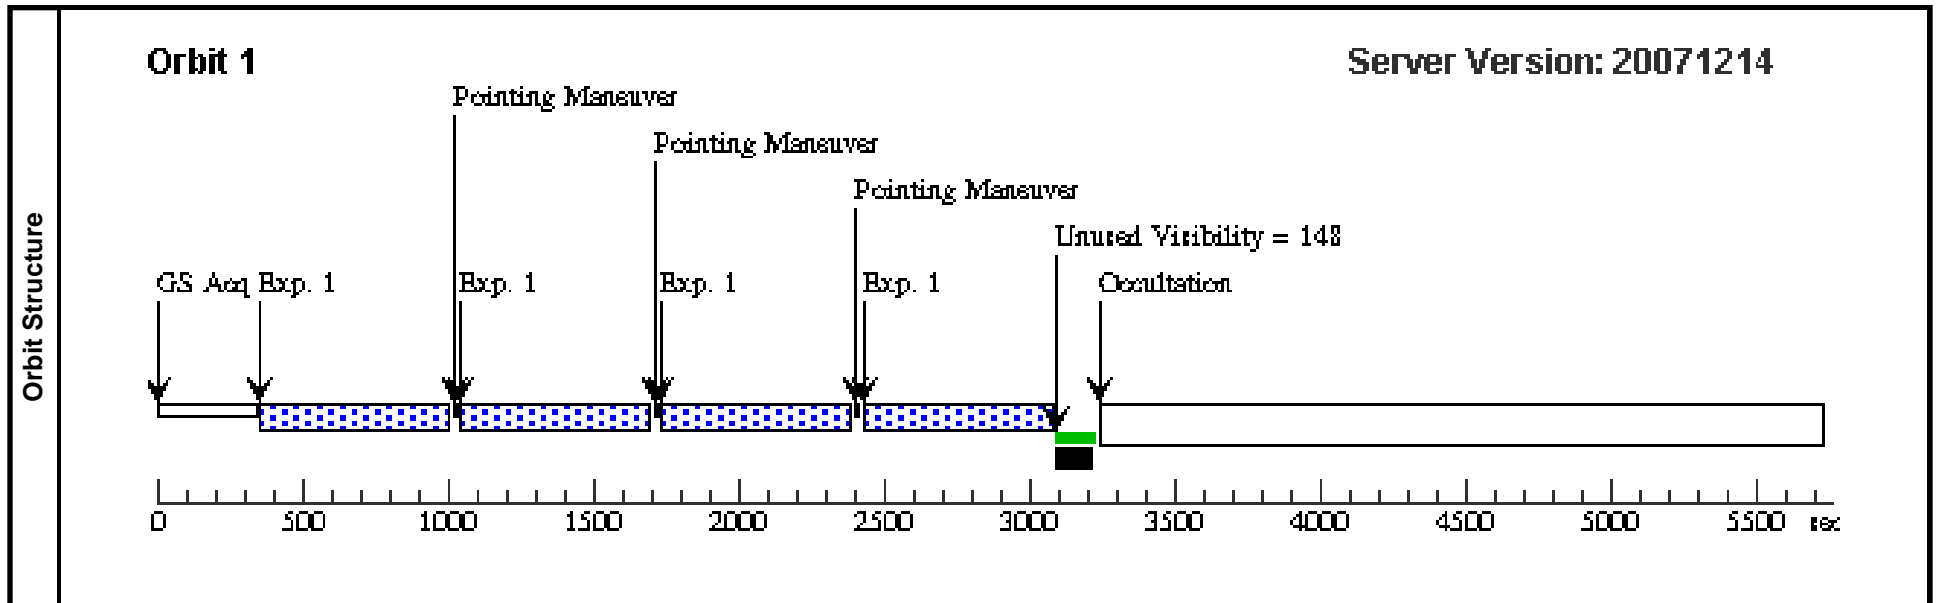 Orbit Structure
Orbit 1
Server Version: 20071214
Pointing Maneuver
Pointing Maneuver
Pointing Maneuver
Unused Visibility = 148
GS Acq Exp. 1 Exp. 1 Exp. 1 Exp. 1 Occultation
0 500 1000 1500 2000 2500 3000 3500 4000 4500 5000 5500 sec